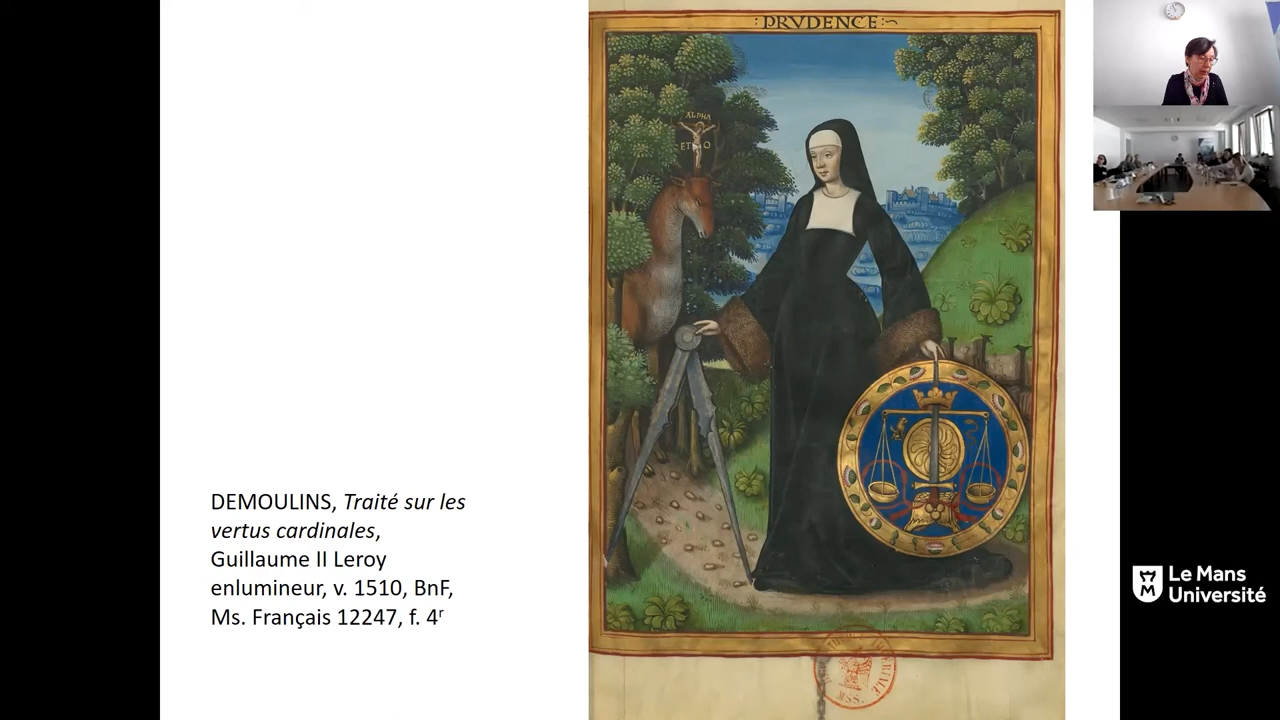 :PRVDENCE:~
ALPHA
ET O
DEMOULINS, Traité sur les
vertus cardinales,
Guillaume II Leroy
enlumineur, v. 1510, BnF,
Ms. Français 12247, f. 4r
MSS.
Le Mans
Université